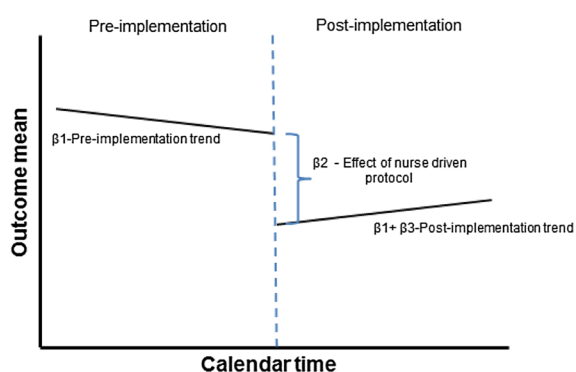 Pre-implementation
Post-implementation
Outcome mean
β1-Pre-implementation trend
β2 - Effect of nurse driven
protocol
β1+ β3-Post-implementation trend
Calendar time